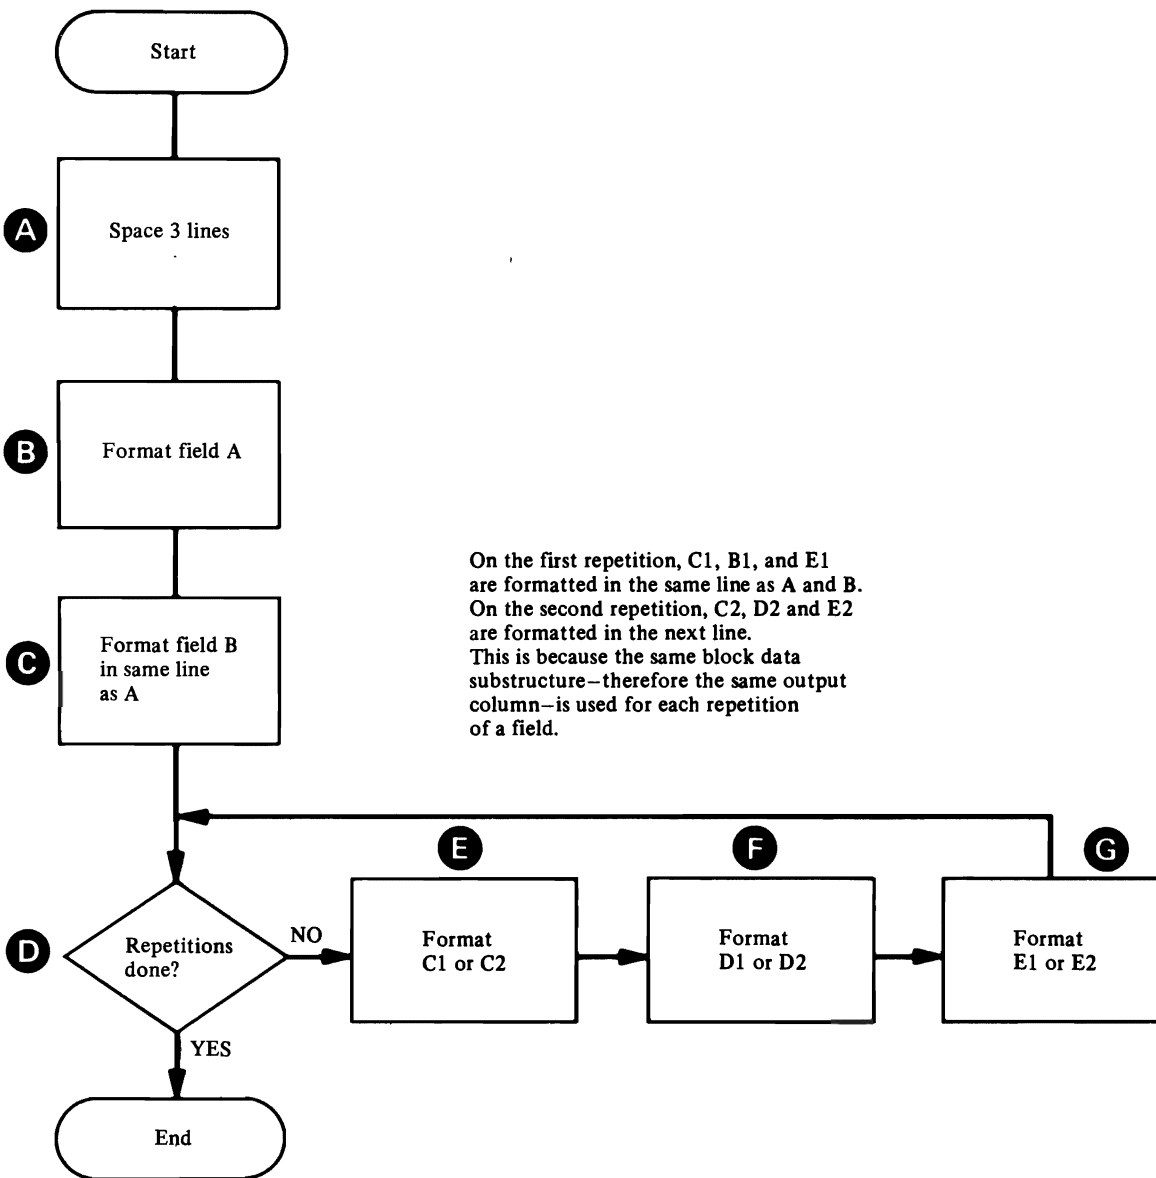 Start
A
Space 3 lines
B
Format field A
C
Format field B
in same line
as A
On the first repetition, C1, B1, and E1
are formatted in the same line as A and B.
On the second repetition, C2, D2 and E2
are formatted in the next line.
This is because the same block data
substructure—therefore the same output
column—is used for each repetition
of a field.
D
Repetitions
done?
NO
E
Format
C1 or C2
F
Format
D1 or D2
G
Format
E1 or E2
YES
End